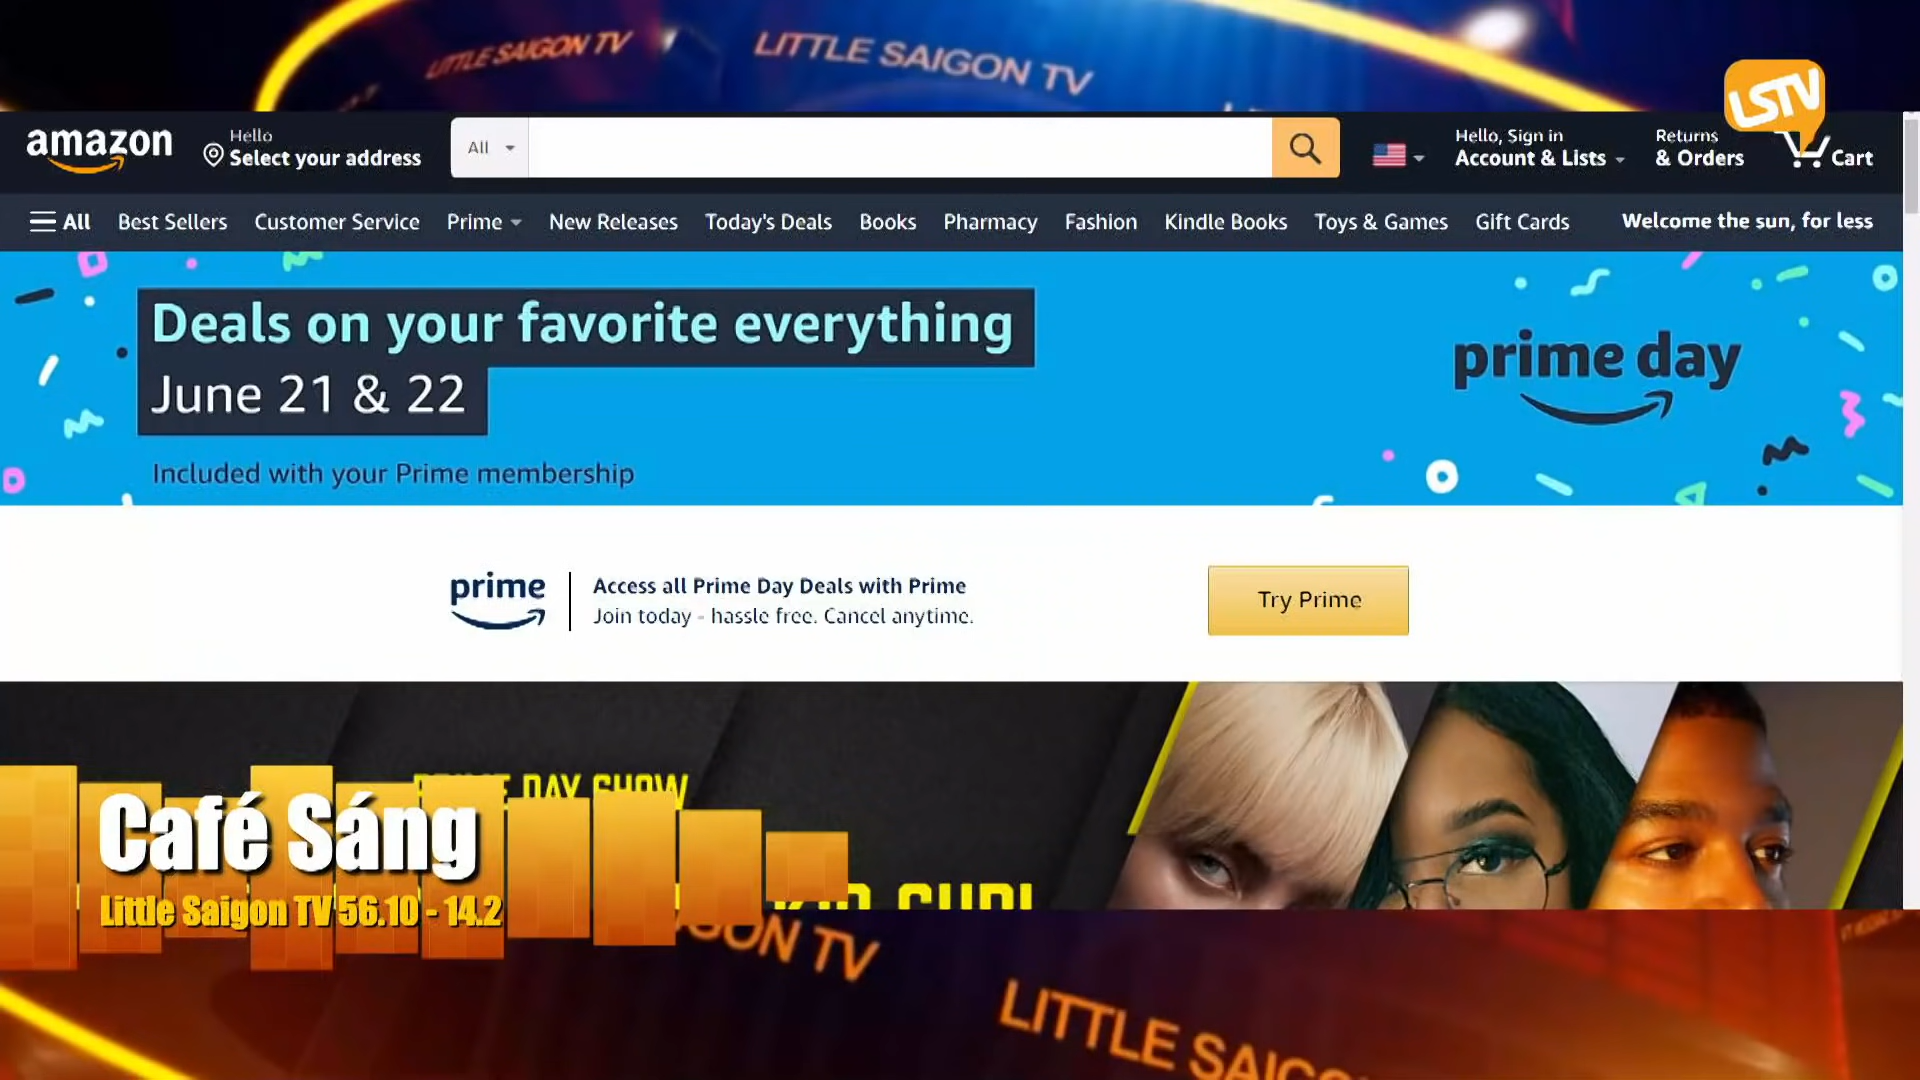 LITTLE SAIGON TV
LITTLE SAIGON TV
LSTV
amazon
Hello
Select your address
All
Hello, Sign in
Account & Lists
Returns
& Orders
Cart
All
Best Sellers
Customer Service
Prime
New Releases
Today's Deals
Books
Pharmacy
Fashion
Kindle Books
Toys & Games
Gift Cards
Welcome the sun, for less
Deals on your favorite everything
June 21 & 22
Included with your Prime membership
prime day
prime
Access all Prime Day Deals with Prime
Join today - hassle free. Cancel anytime.
Try Prime
DAY SHOW
Café Sáng
Little Saigon TV 56.10 - 14.2
TV
LITTLE